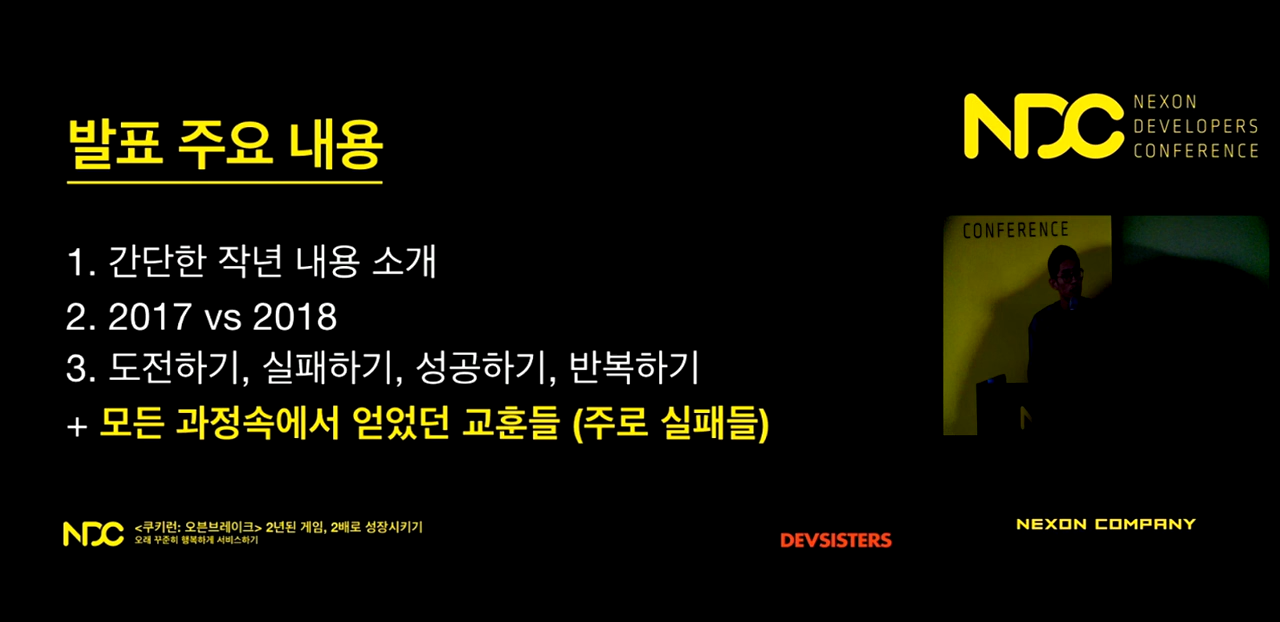 발표 주요 내용
1. 간단한 작년 내용 소개
2. 2017 vs 2018
3. 도전하기, 실패하기, 성공하기, 반복하기
+ 모든 과정속에서 얻었던 교훈들 (주로 실패들)
NDC
<쿠키런: 오븐브레이크> 2년된 게임, 2배로 성장시키기
오래 꾸준히 행복하게 서비스하기
DEVSISTERS
NDC
NEXON
DEVELOPERS
CONFERENCE
CONFERENCE
N
NEXON COMPANY